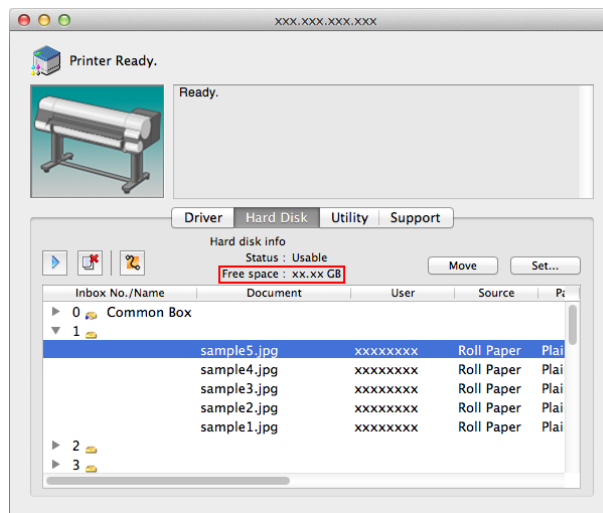 xxx.xxx.xxx.xxx
Printer Ready.
Ready.
Driver Hard Disk Utility Support
Hard disk info
Status : Usable
Free space : xx.xx GB
Move Set...
Inbox No./Name Document User Source Pa
0 Common Box
1
sample5.jpg xxxxxxxx Roll Paper Plai
sample4.jpg xxxxxxxx Roll Paper Plai
sample3.jpg xxxxxxxx Roll Paper Plai
sample2.jpg xxxxxxxx Roll Paper Plai
sample1.jpg xxxxxxxx Roll Paper Plai
2
3